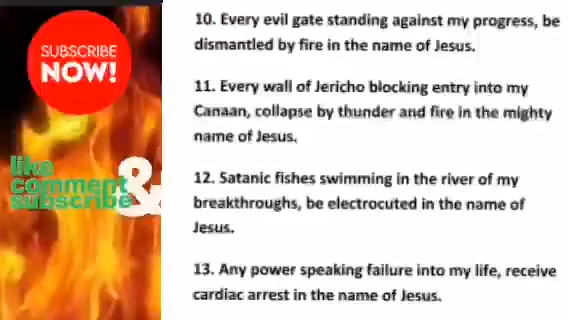 SUBSCRIBE
NOW!
like
comment
subscribe
&
10. Every evil gate standing against my progress, be
dismantled by fire in the name of Jesus.
11. Every wall of Jericho blocking entry into my
Canaan, collapse by thunder and fire in the mighty
name of Jesus.
12. Satanic fishes swimming in the river of my
breakthroughs, be electrocuted in the name of
Jesus.
13. Any power speaking failure into my life, receive
cardiac arrest in the name of Jesus.